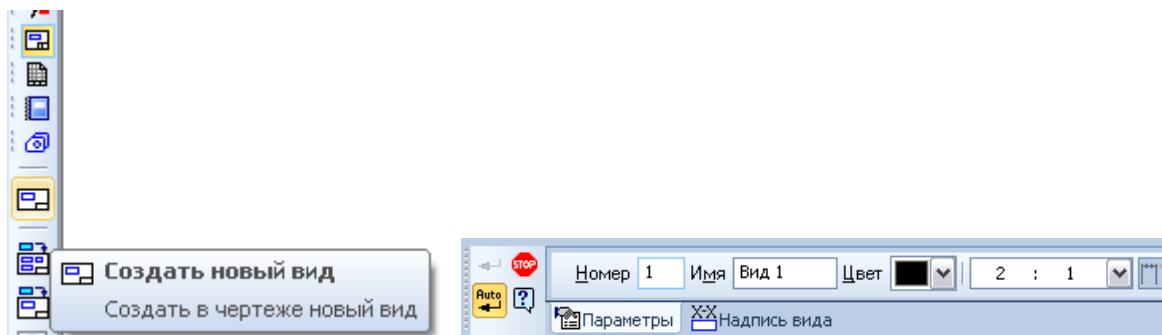 Создать новый вид
Создать в чертеже новый вид
STOP
Номер 1 Имя Вид 1 Цвет 2 : 1
Auto
Параметры X-X Надпись вида